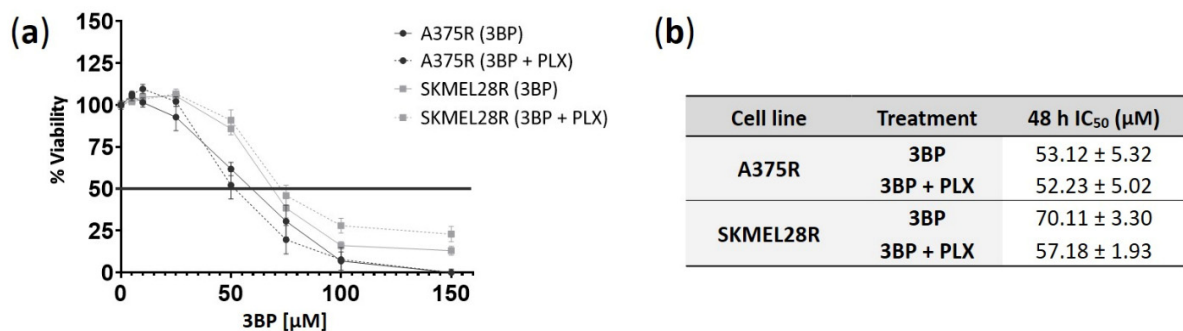 (a)
150
125
100
75
50
25
0
% Viability
0 50 100 150
3BP [µM]
A375R (3BP)
A375R (3BP + PLX)
SKMEL28R (3BP)
SKMEL28R (3BP + PLX)
(b)
Cell line Treatment 48 h IC₅₀ (µM)
A375R 3BP 53.12 ± 5.32
3BP + PLX 52.23 ± 5.02
SKMEL28R 3BP 70.11 ± 3.30
3BP + PLX 57.18 ± 1.93